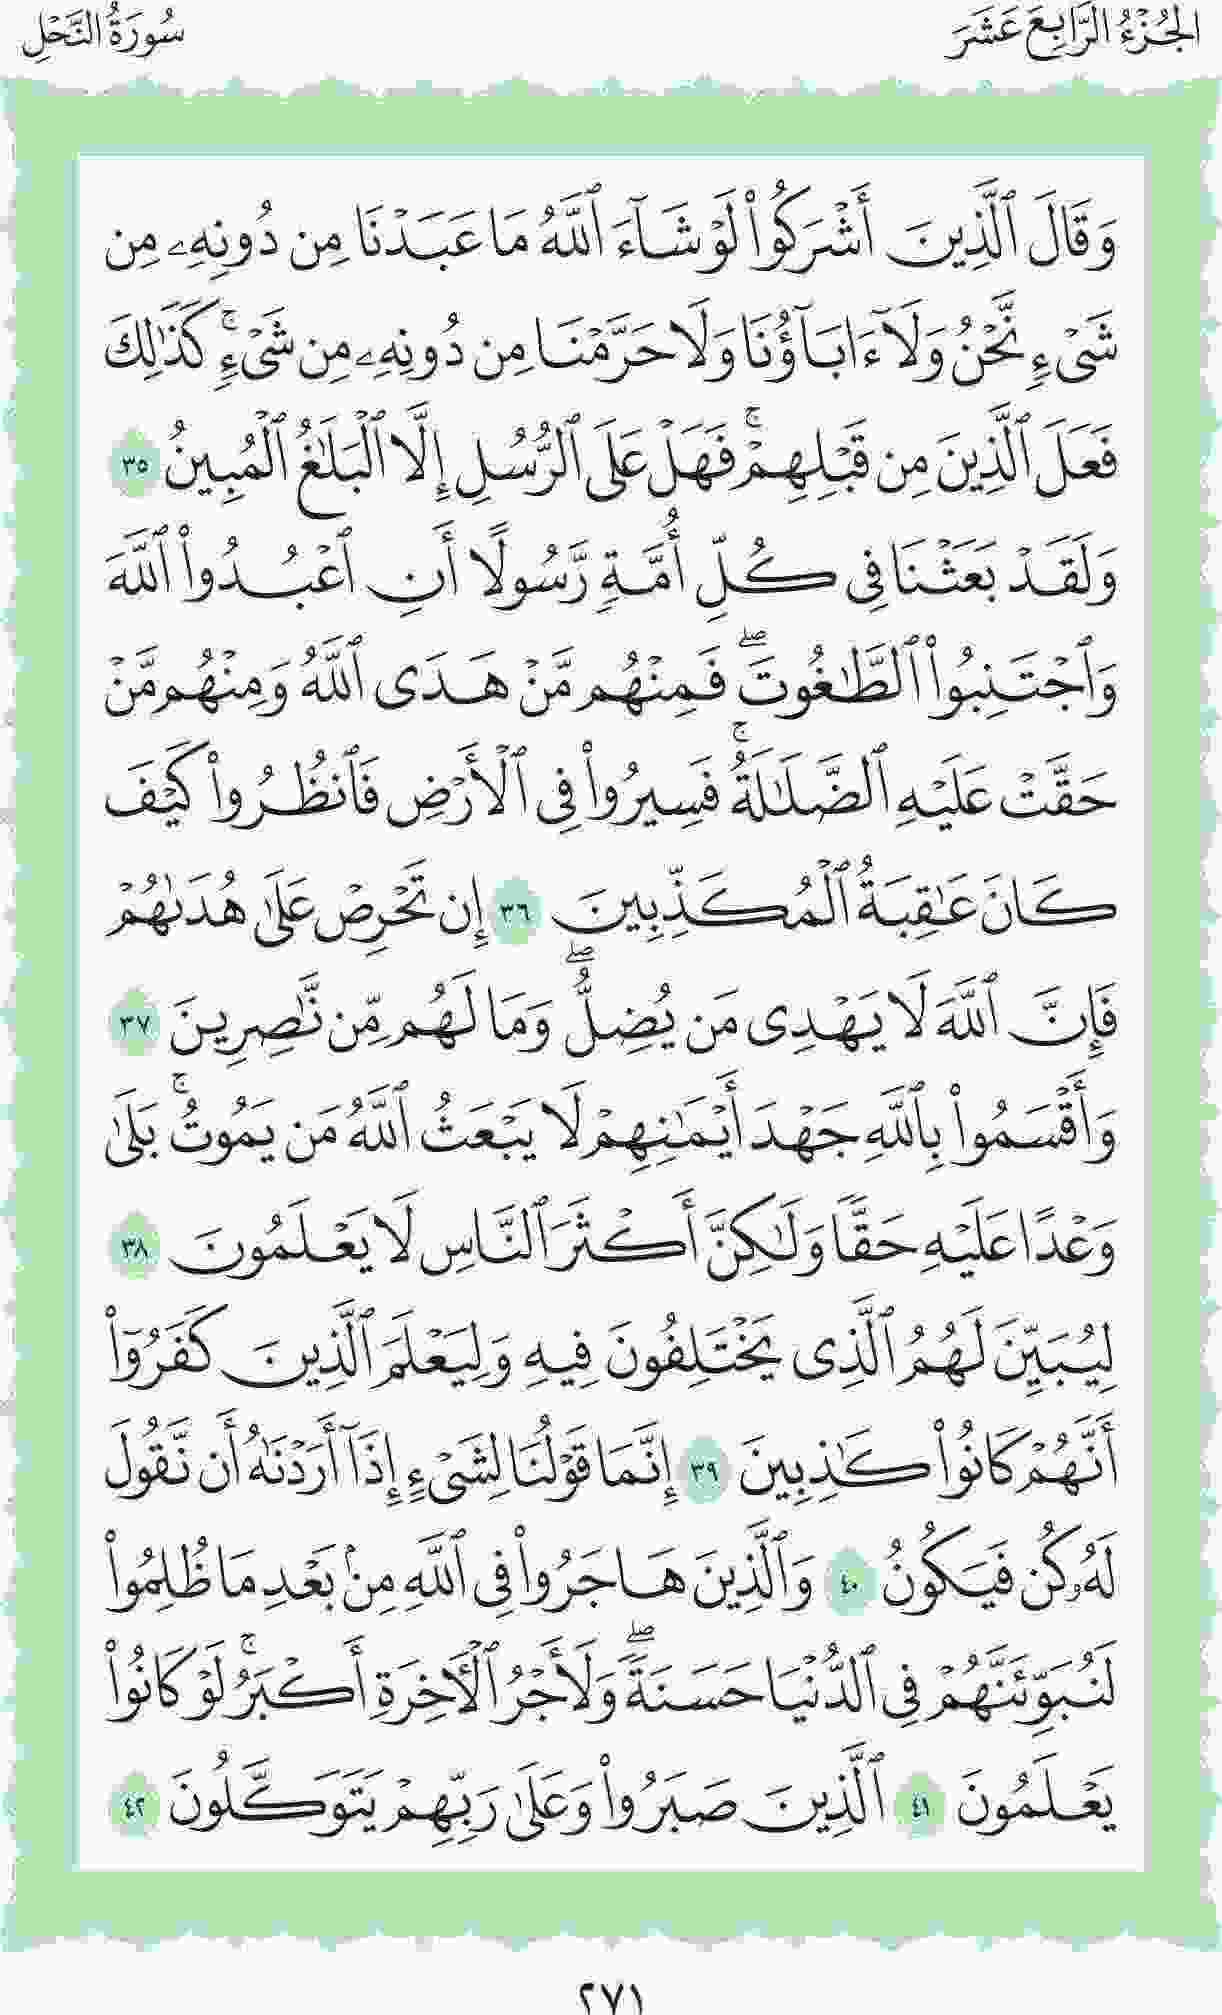 الجُزْءُ الرَّابِعَ عَشَرَ
سُورَةُ النَّحْلِ
وَقَالَ ٱلَّذِينَ أَشْرَكُوا۟ لَوْ شَآءَ ٱللَّهُ مَا عَبَدْنَا مِن دُونِهِۦ مِن
شَىْءٍ نَّحْنُ وَلَآ ءَابَآؤُنَا وَلَا حَرَّمْنَا مِن دُونِهِۦ مِن شَىْءٍۚ كَذَٰلِكَ
فَعَلَ ٱلَّذِينَ مِن قَبْلِهِمْۚ فَهَلْ عَلَى ٱلرُّسُلِ إِلَّا ٱلْبَلَٰغُ ٱلْمُبِينُ ٣٥
وَلَقَدْ بَعَثْنَا فِى كُلِّ أُمَّةٍ رَّسُولًا أَنِ ٱعْبُدُوا۟ ٱللَّهَ
وَٱجْتَنِبُوا۟ ٱلطَّٰغُوتَۖ فَمِنْهُم مَّنْ هَدَى ٱللَّهُ وَمِنْهُم مَّنْ
حَقَّتْ عَلَيْهِ ٱلضَّلَٰلَةُۚ فَسِيرُوا۟ فِى ٱلْأَرْضِ فَٱنظُرُوا۟ كَيْفَ
كَانَ عَٰقِبَةُ ٱلْمُكَذِّبِينَ ٣٦ إِن تَحْرِصْ عَلَىٰ هُدَىٰهُمْ
فَإِنَّ ٱللَّهَ لَا يَهْدِى مَن يُضِلُّۖ وَمَا لَهُم مِّن نَّٰصِرِينَ ٣٧
وَأَقْسَمُوا۟ بِٱللَّهِ جَهْدَ أَيْمَٰنِهِمْ لَا يَبْعَثُ ٱللَّهُ مَن يَمُوتُۚ بَلَىٰ
وَعْدًا عَلَيْهِ حَقًّا وَلَٰكِنَّ أَكْثَرَ ٱلنَّاسِ لَا يَعْلَمُونَ ٣٨
لِيُبَيِّنَ لَهُمُ ٱلَّذِى يَخْتَلِفُونَ فِيهِ وَلِيَعْلَمَ ٱلَّذِينَ كَفَرُوٓا۟
أَنَّهُمْ كَانُوا۟ كَٰذِبِينَ ٣٩ إِنَّمَا قَوْلُنَا لِشَىْءٍ إِذَآ أَرَدْنَٰهُ أَن نَّقُولَ
لَهُۥ كُن فَيَكُونُ ٤٠ وَٱلَّذِينَ هَاجَرُوا۟ فِى ٱللَّهِ مِنۢ بَعْدِ مَا ظُلِمُوا۟
لَنُبَوِّئَنَّهُمْ فِى ٱلدُّنْيَا حَسَنَةًۖ وَلَأَجْرُ ٱلْءَاخِرَةِ أَكْبَرُۚ لَوْ كَانُوا۟
يَعْلَمُونَ ٤١ ٱلَّذِينَ صَبَرُوا۟ وَعَلَىٰ رَبِّهِمْ يَتَوَكَّلُونَ ٤٢
٢٧١